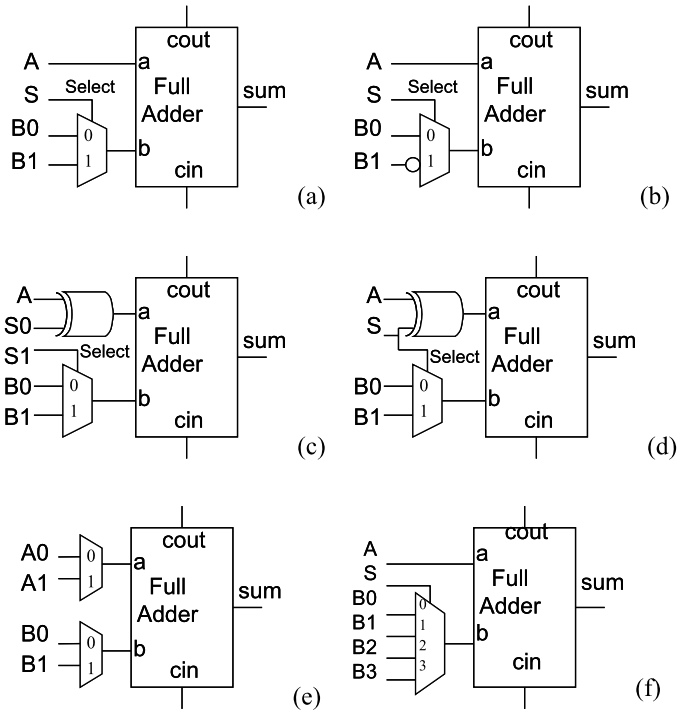 cout
A
a
Select
Full
S
Adder
sum
B0
0
B1
1
b
cin
(a)
cout
A
a
Select
Full
S
Adder
sum
B0
0
B1
1
b
cin
(b)
cout
A
a
S0
Full
sum
S1
Select
Adder
B0
0
B1
1
b
cin
(c)
cout
A
a
S
Full
sum
Select
Adder
B0
0
B1
1
b
cin
(d)
cout
A0
0
a
A1
1
Full
Adder
sum
B0
0
b
B1
1
cin
(e)
cout
A
a
S
Full
sum
B0
0
Adder
B1
1
b
B2
2
B3
3
cin
(f)